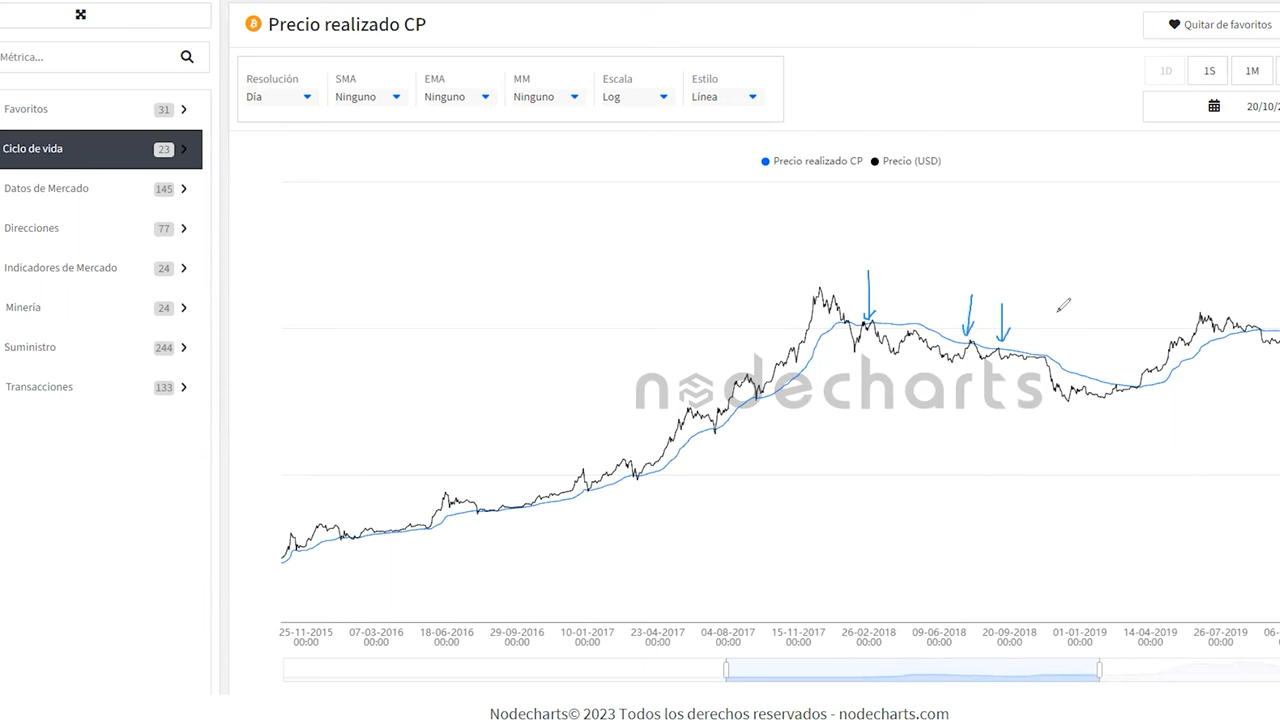 Precio realizado CP
Quitar de favoritos
Métrica...
Resolución SMA EMA MM Escala Estilo
Día Ninguno Ninguno Ninguno Log Línea
1D 1S 1M
20/10/2
Favoritos 31
Ciclo de vida 23
Datos de Mercado 145
Direcciones 77
Indicadores de Mercado 24
Minería 24
Suministro 244
Transacciones 133
Precio realizado CP Precio (USD)
nodecharts
25-11-2015 07-03-2016 18-06-2016 29-09-2016 10-01-2017 23-04-2017 04-08-2017 15-11-2017 26-02-2018 09-06-2018 20-09-2018 01-01-2019 14-04-2019 26-07-2019 06-
00:00 00:00 00:00 00:00 00:00 00:00 00:00 00:00 00:00 00:00 00:00 00:00 00:00 00:00
Nodecharts© 2023 Todos los derechos reservados - nodecharts.com